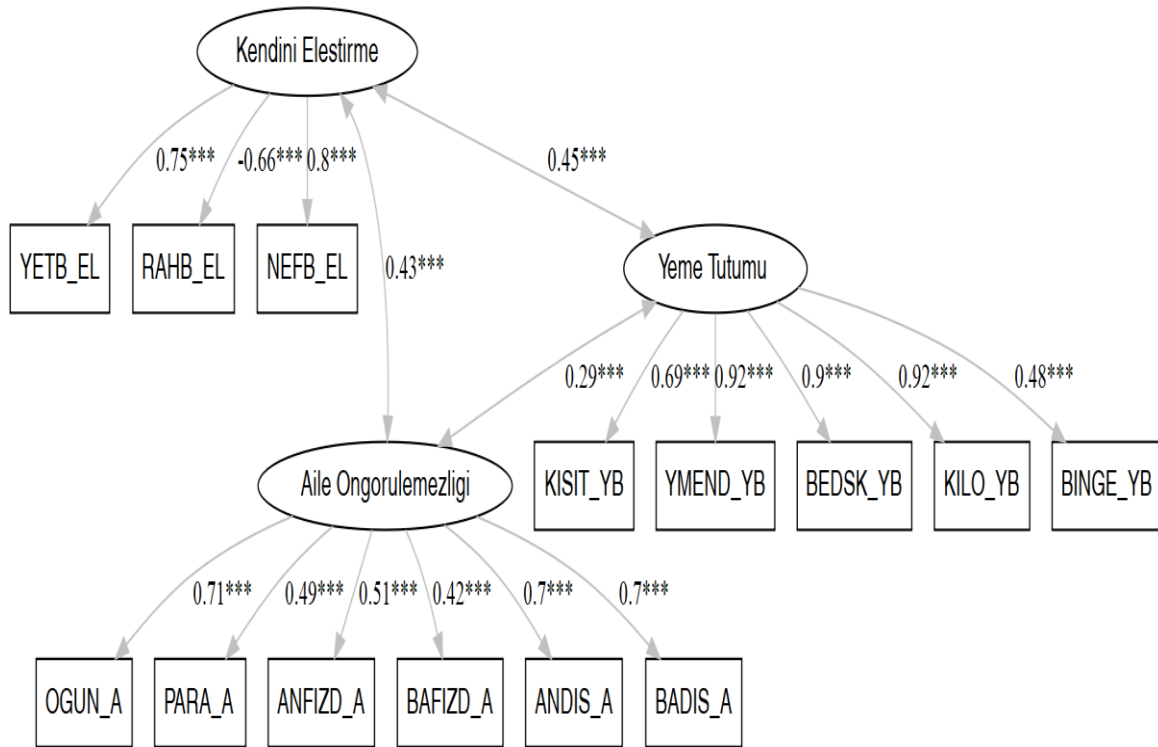 Kendini Elestirme
0.75*** -0.66*** 0.8*** 0.45***
YETB_EL RAHB_EL NEFB_EL
0.43*** Yeme Tutumu
0.29*** 0.69*** 0.92*** 0.9*** 0.92*** 0.48***
Aile Ongorulemezligi KISIT_YB YMEND_YB BEDSK_YB KILO_YB BINGE_YB
0.71*** 0.49*** 0.51*** 0.42*** 0.7*** 0.7***
OGUN_A PARA_A ANFIZD_A BAFIZD_A ANDIS_A BADIS_A